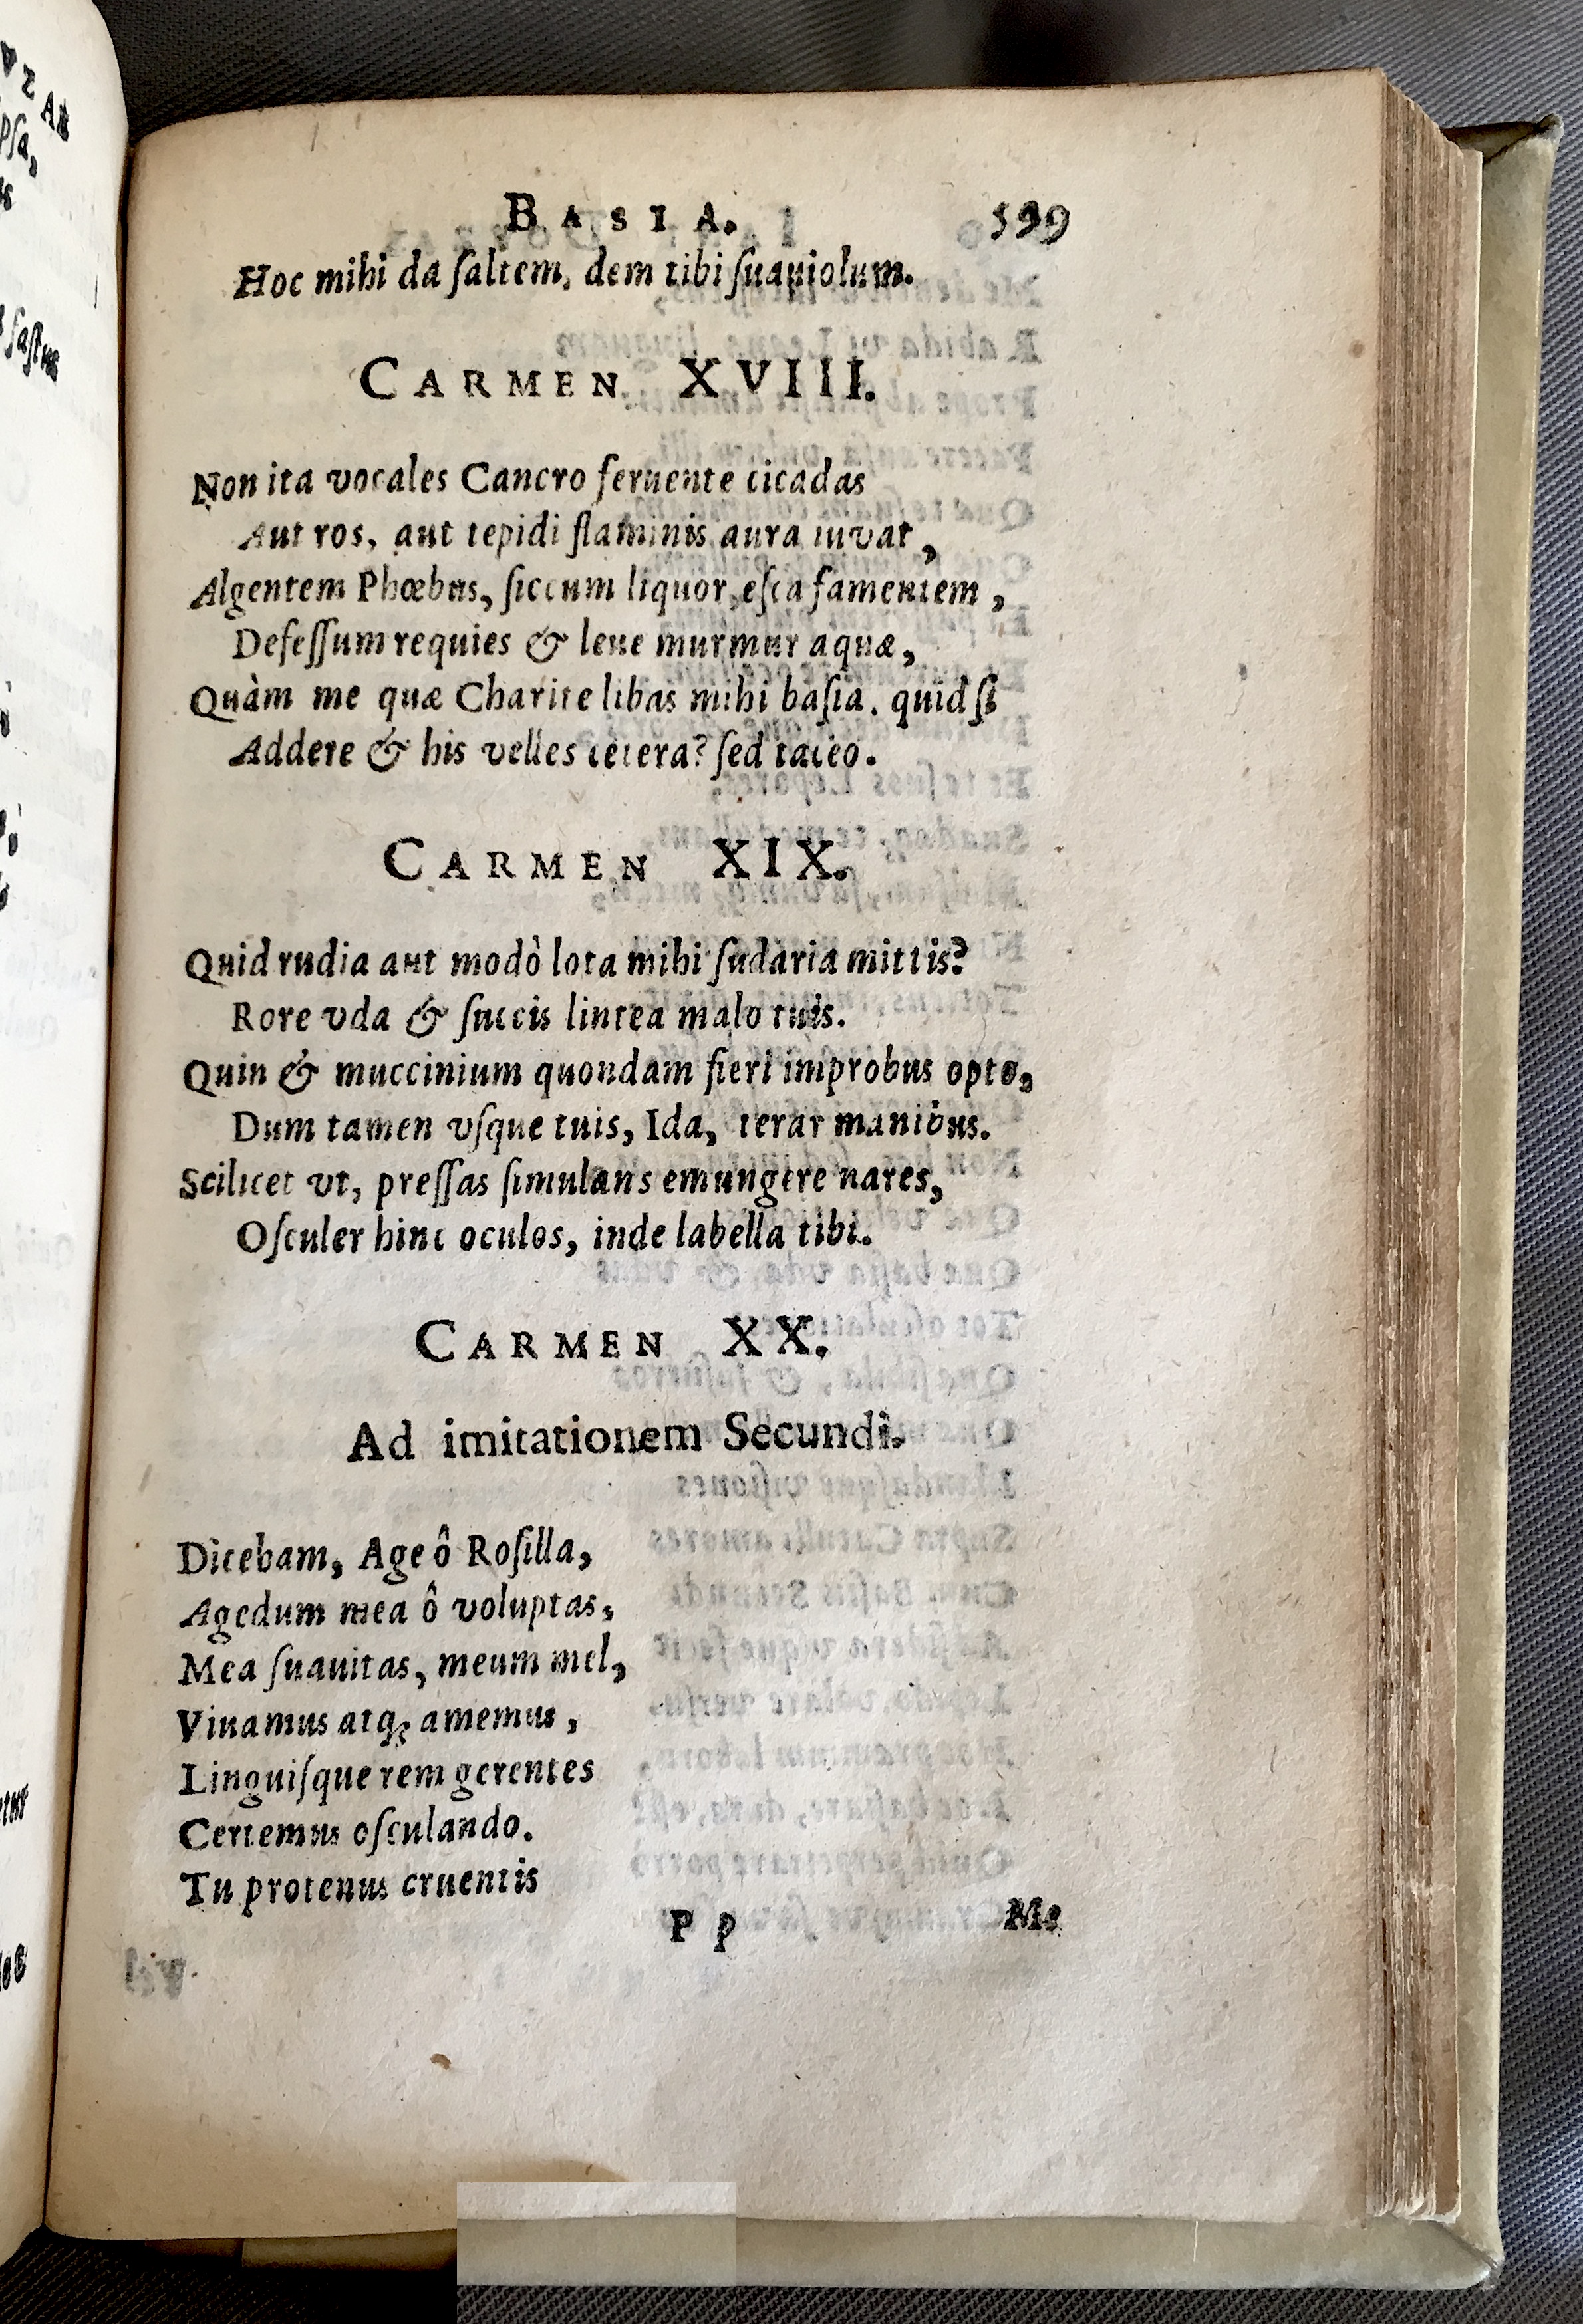 BASIA. 599
Hoc mihi da ſaltem, dem tibi ſuauiolum.
CARMEN XVIII.
Non ita vocales Cancro feruente cicadas
Aut ros, aut tepidi flaminis aura iuvat,
Algentem Phœbus, ſiccum liquor, eſca famentem,
Defeſſum requies & leue murmur aquæ,
Quàm me quæ Charite libas mihi baſia. quid ſi
Addere & his velles cetera? ſed taceo.
CARMEN XIX.
Quid rudia aut modò lota mihi ſudaria mittis?
Rore vda & ſuccis lintea malo tuis.
Quin & muccinium quondam fieri improbus opto,
Dum tamen vſque tuis, Ida, terar manibus.
Scilicet vt, preſſas ſimulans emungere nares,
Oſculer hinc oculos, inde labella tibi.
CARMEN XX.
Ad imitationem Secundi.
Dicebam, Age ô Roſilla,
Agedum mea ô voluptas,
Mea ſuauitas, meum mel,
Viuamus atq; amemus,
Linguiſque rem gerentes
Certemus oſculando.
Tu protenus cruentis
Pp Me